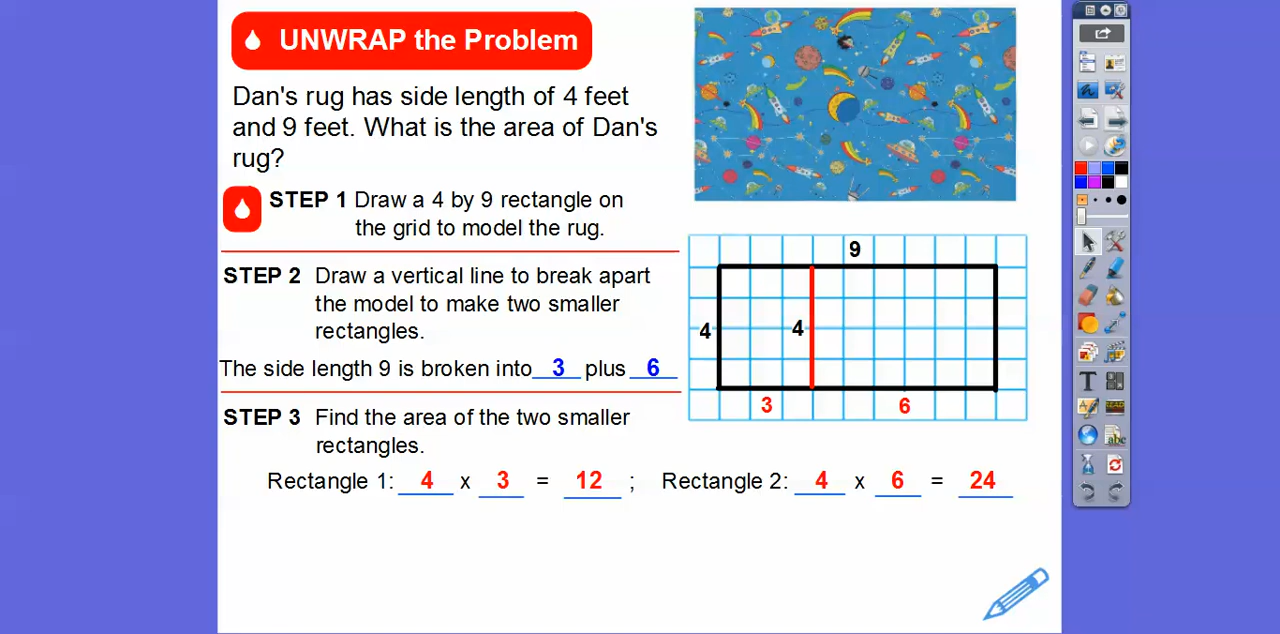 UNWRAP the Problem
Dan's rug has side length of 4 feet
and 9 feet. What is the area of Dan's
rug?
STEP 1 Draw a 4 by 9 rectangle on
the grid to model the rug.
STEP 2 Draw a vertical line to break apart
the model to make two smaller
rectangles.
The side length 9 is broken into 3 plus 6
9
4
4
3
6
STEP 3 Find the area of the two smaller
rectangles.
Rectangle 1: 4 x 3 = 12 ; Rectangle 2: 4 x 6 = 24
T
abc